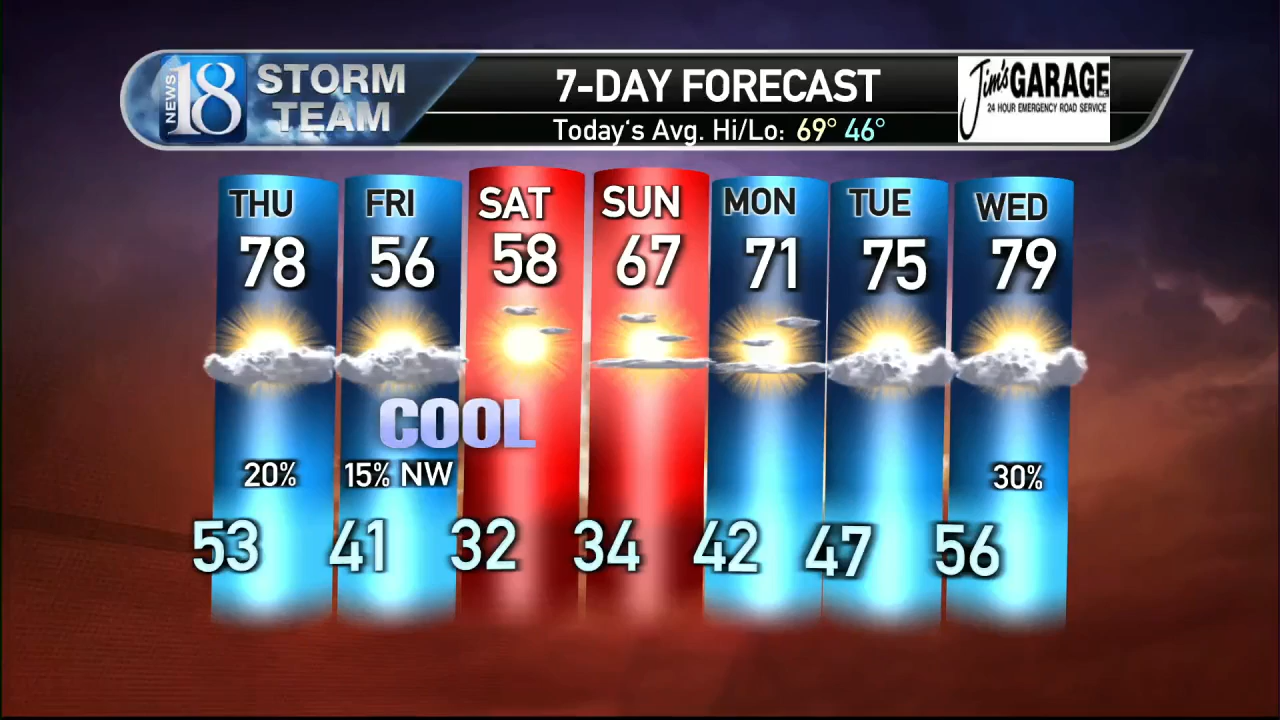 NEWS 18 STORM TEAM
7-DAY FORECAST
Today's Avg. Hi/Lo: 69° 46°
Jim's GARAGE INC
24 HOUR EMERGENCY ROAD SERVICE
THU FRI SAT SUN MON TUE WED
78 56 58 67 71 75 79
COOL
20% 15% NW 30%
53 41 32 34 42 47 56